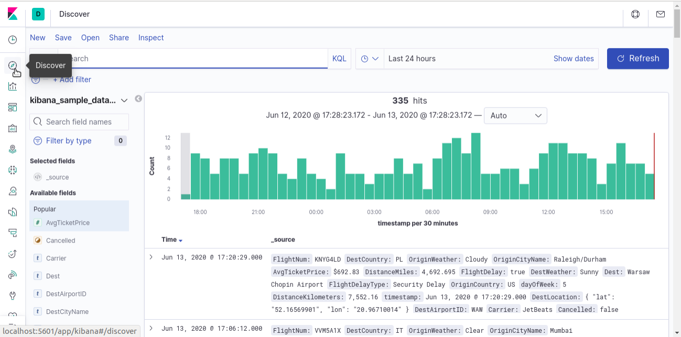 D Discover
New Save Open Share Inspect
Discover
earch KQL Last 24 hours Show dates Refresh
+ Add filter
kibana_sample_data...
Search field names
Filter by type 0
Selected fields
_source
Available fields
Popular
# AvgTicketPrice
Cancelled
t Carrier
t Dest
t DestAirportID
t DestCityName
localhost:5601/app/kibana#/discover
335 hits
Jun 12, 2020 @ 17:28:23.172 - Jun 13, 2020 @ 17:28:23.172 — Auto
Count
12
10
8
6
4
2
0
18:00 21:00 00:00 03:00 06:00 09:00 12:00 15:00
timestamp per 30 minutes
Time _source
Jun 13, 2020 @ 17:20:29.000 FlightNum: KNYG4LD DestCountry: PL OriginWeather: Cloudy OriginCityName: Raleigh/Durham
AvgTicketPrice: $692.83 DistanceMiles: 4,692.695 FlightDelay: true DestWeather: Sunny Dest: Warsaw
Chopin Airport FlightDelayType: Security Delay OriginCountry: US dayOfWeek: 5
DistanceKilometers: 7,552.16 timestamp: Jun 13, 2020 @ 17:20:29.000 DestLocation: { "lat":
"52.16569901", "lon": "20.96710014" } DestAirportID: WAW Carrier: JetBeats Cancelled: false
Jun 13, 2020 @ 17:06:12.000 FlightNum: VVM5A1X DestCountry: IT OriginWeather: Clear OriginCityName: Mumbai